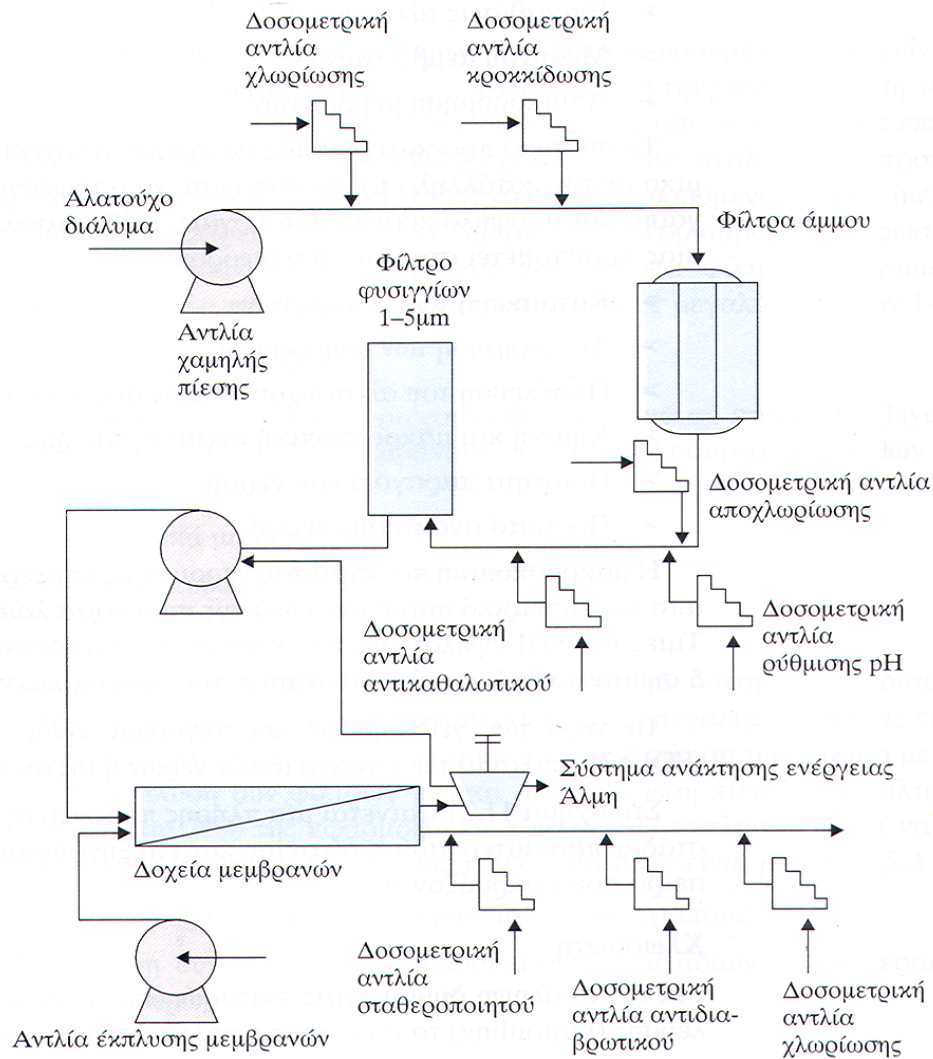 Δοσομετρική
αντλία
χλωρίωσης
Δοσομετρική
αντλία
κροκκίδωσης
Αλατούχο
διάλυμα
Φίλτρα άμμου
Φίλτρο
φυσιγγίων
1–5μm
Αντλία
χαμηλής
πίεσης
Δοσομετρική αντλία
αποχλωρίωσης
Δοσομετρική
αντλία
αντικαθαλωτικού
Δοσομετρική
αντλία
ρύθμισης pH
Σύστημα ανάκτησης ενέργειας
Άλμη
Δοχεία μεμβρανών
Δοσομετρική
αντλία
σταθεροποιητού
Δοσομετρική
αντλία αντιδια-
βρωτικού
Δοσομετρική
αντλία
χλωρίωσης
Αντλία έκπλυσης μεμβρανών